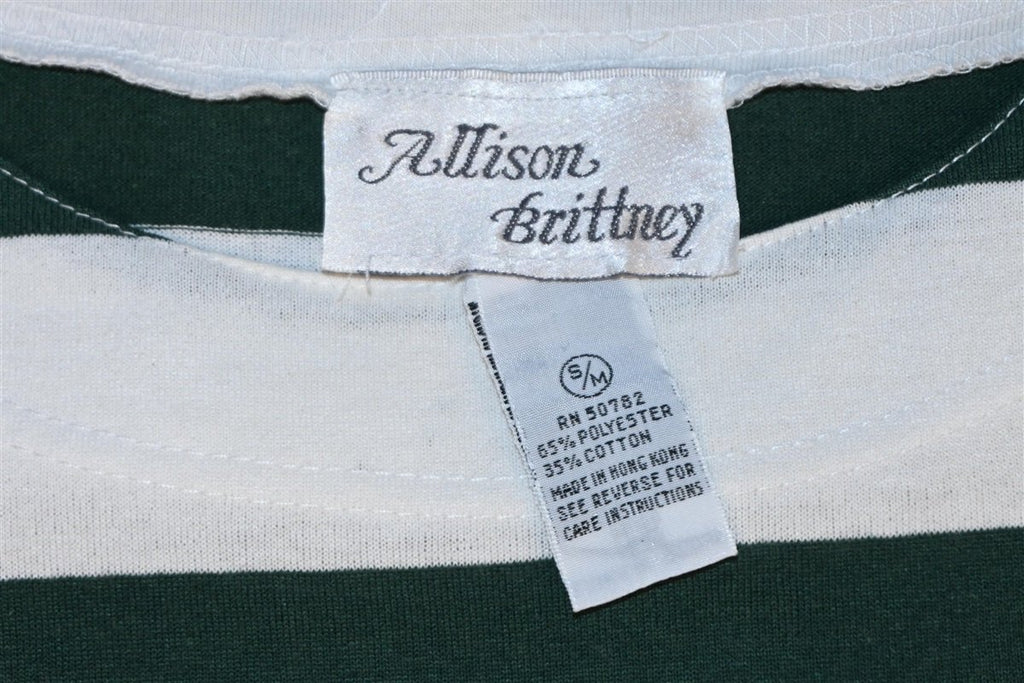 Allison
Brittney
S/M
RN 50782
65% POLYESTER
35% COTTON
MADE IN HONG KONG
SEE REVERSE FOR
CARE INSTRUCTIONS